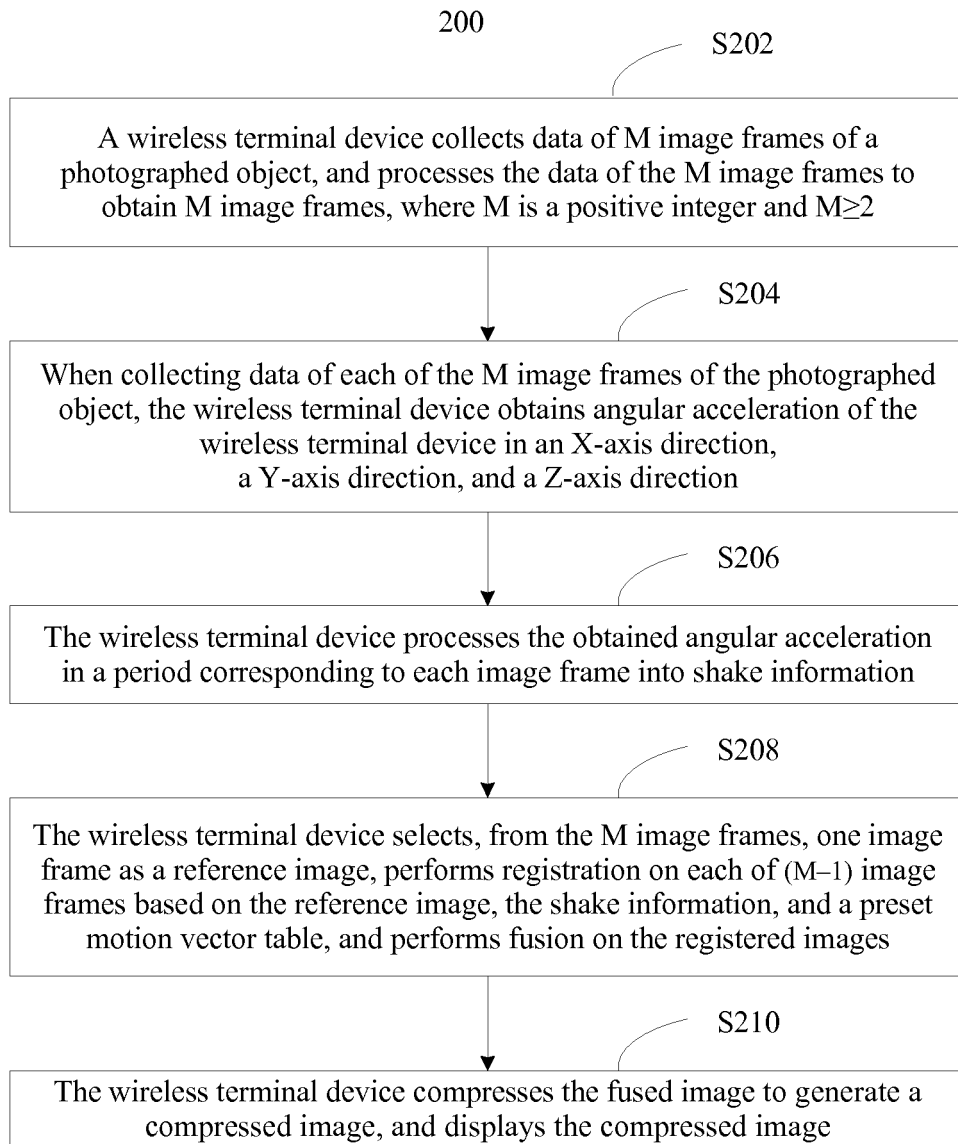 200
S202
A wireless terminal device collects data of M image frames of a
photographed object, and processes the data of the M image frames to
obtain M image frames, where M is a positive integer and M≥2
S204
When collecting data of each of the M image frames of the photographed
object, the wireless terminal device obtains angular acceleration of the
wireless terminal device in an X-axis direction,
a Y-axis direction, and a Z-axis direction
S206
The wireless terminal device processes the obtained angular acceleration
in a period corresponding to each image frame into shake information
S208
The wireless terminal device selects, from the M image frames, one image
frame as a reference image, performs registration on each of (M–1) image
frames based on the reference image, the shake information, and a preset
motion vector table, and performs fusion on the registered images
S210
The wireless terminal device compresses the fused image to generate a
compressed image, and displays the compressed image